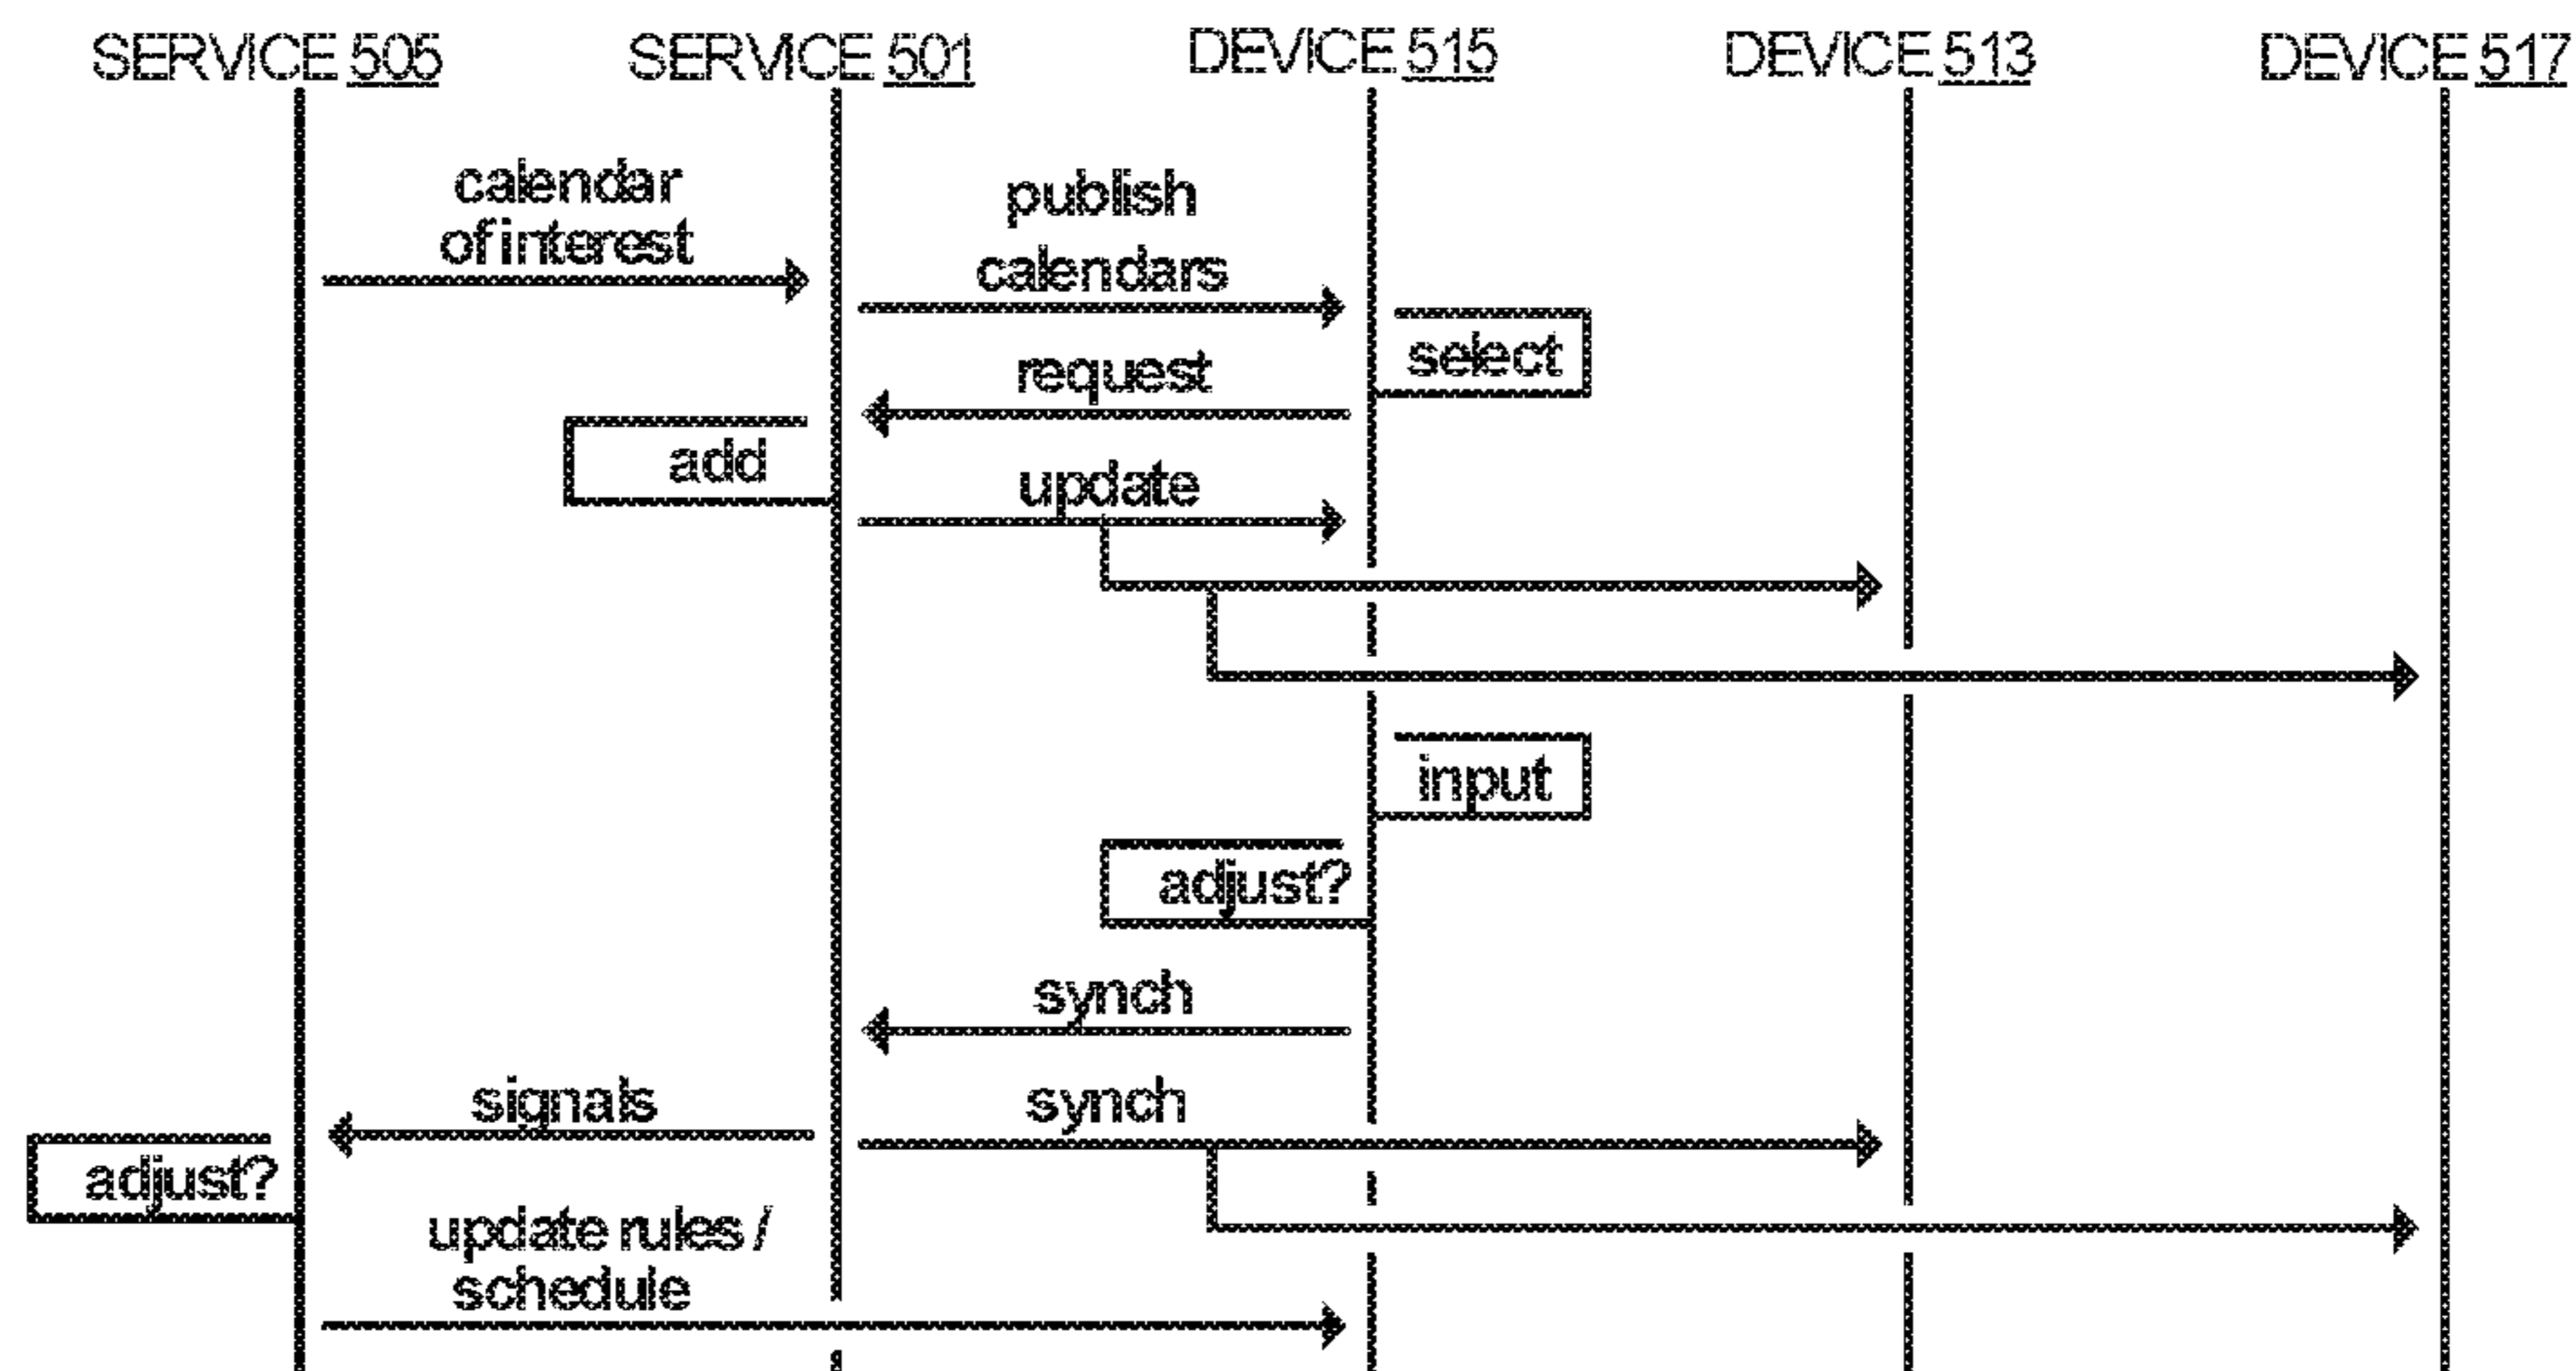 SERVICE 505
SERVICE 501
DEVICE 515
DEVICE 513
DEVICE 517
calendar
of interest
publish
calendars
select
request
add
update
input
adjust?
synch
signals
synch
adjust?
update rules /
schedule